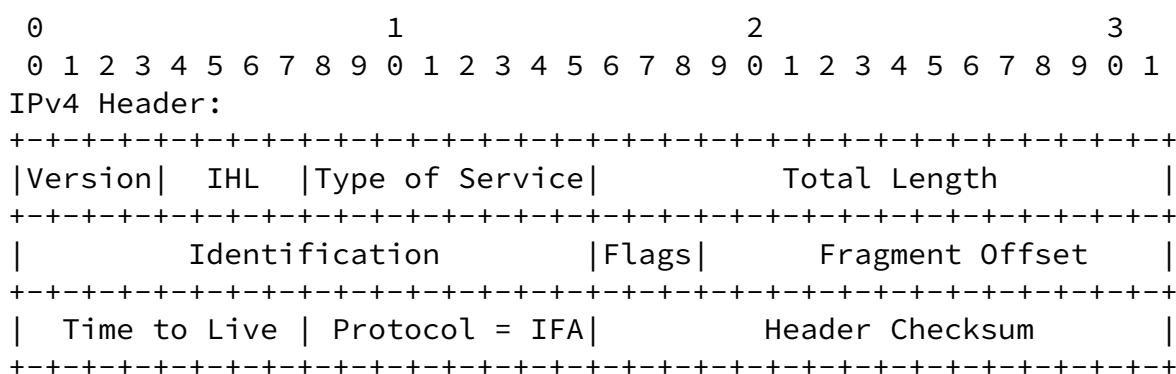 0                   1                   2                   3
 0 1 2 3 4 5 6 7 8 9 0 1 2 3 4 5 6 7 8 9 0 1 2 3 4 5 6 7 8 9 0 1
IPv4 Header:
+-+-+-+-+-+-+-+-+-+-+-+-+-+-+-+-+-+-+-+-+-+-+-+-+-+-+-+-+-+-+-+-+
|Version|  IHL  |Type of Service|          Total Length         |
+-+-+-+-+-+-+-+-+-+-+-+-+-+-+-+-+-+-+-+-+-+-+-+-+-+-+-+-+-+-+-+-+
|         Identification        |Flags|      Fragment Offset    |
+-+-+-+-+-+-+-+-+-+-+-+-+-+-+-+-+-+-+-+-+-+-+-+-+-+-+-+-+-+-+-+-+
|  Time to Live | Protocol = IFA|         Header Checksum       |
+-+-+-+-+-+-+-+-+-+-+-+-+-+-+-+-+-+-+-+-+-+-+-+-+-+-+-+-+-+-+-+-+